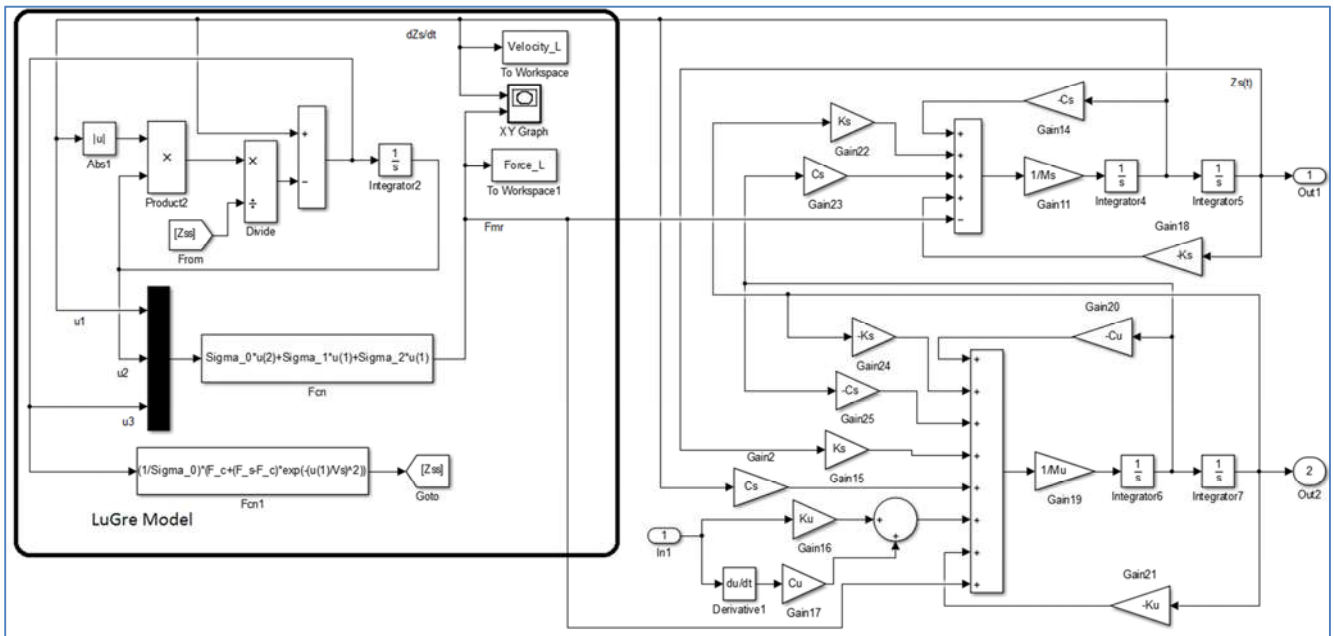 dZs/dt
Velocity_L
To Workspace
XY Graph
Force_L
To Workspace1
|u|
Abs1
×
Product2
×
÷
Divide
+
−
1
s
Integrator2
[Zss]
From
Fmr
u1
u2
u3
Sigma_0*u(2)+Sigma_1*u(1)+Sigma_2*u(1)
Fcn
(1/Sigma_0)*(F_c+(F_s-F_c)*exp(-(u(1)/Vs)^2))
Fcn1
[Zss]
Goto
LuGre Model
Zs(t)
-Cs
Gain14
Ks
Gain22
Cs
Gain23
+
+
+
+
−
1/Ms
Gain11
1
s
Integrator4
1
s
Integrator5
1
Out1
Gain18
-Ks
Gain20
-Cu
-Ks
Gain24
-Cs
Gain25
Gain2
Ks
Gain15
Cs
1
In1
Ku
Gain16
+
+
du/dt
Derivative1
Cu
Gain17
+
+
+
+
+
+
+
+
1/Mu
Gain19
1
s
Integrator6
1
s
Integrator7
2
Out2
Gain21
-Ku